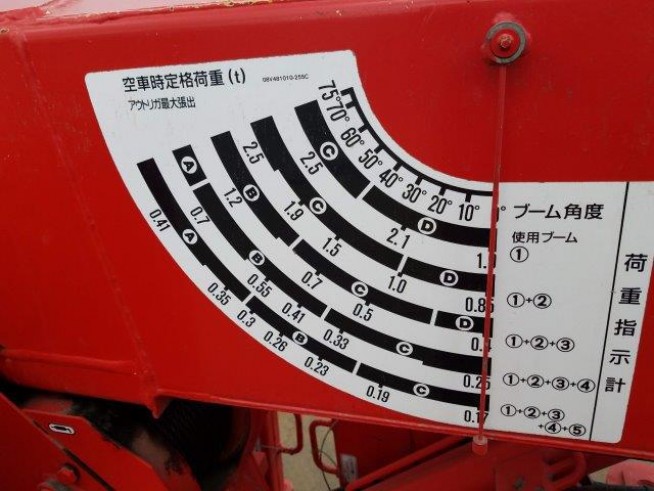 空車時定格荷重(t)
アウトリガ最大張出
75° 70° 60° 50° 40° 30° 20° 10°
ブーム角度
使用ブーム
C D
2.5 2.1
①
A B C D
2.5 1.9 1.5 1.0 0.85
①+②
A B C D
1.2 0.7 0.5
①+②+③
0.7 0.55 0.41 0.33 0.25
①+②+③+④
0.41 0.35 0.3 0.26 0.23 0.19
B C
①+②+③
+④+⑤
荷重指示計